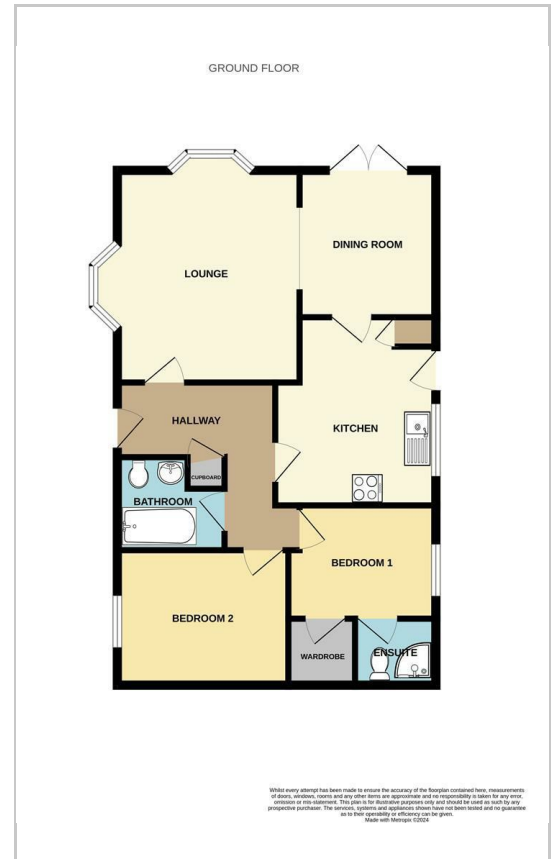 GROUND FLOOR
DINING ROOM
LOUNGE
HALLWAY
KITCHEN
CUPBOARD
BATHROOM
BEDROOM 1
BEDROOM 2
ENSUITE
WARDROBE
Whilst every attempt has been made to ensure the accuracy of the floorplan contained here, measurements
of doors, windows, rooms and any other items are approximate and no responsibility is taken for any error,
omission or mis-statement. This plan is for illustrative purposes only and should be used as such by any
prospective purchaser. The services, systems and appliances shown have not been tested and no guarantee
as to their operability or efficiency can be given.
Made with Metropix ©2024